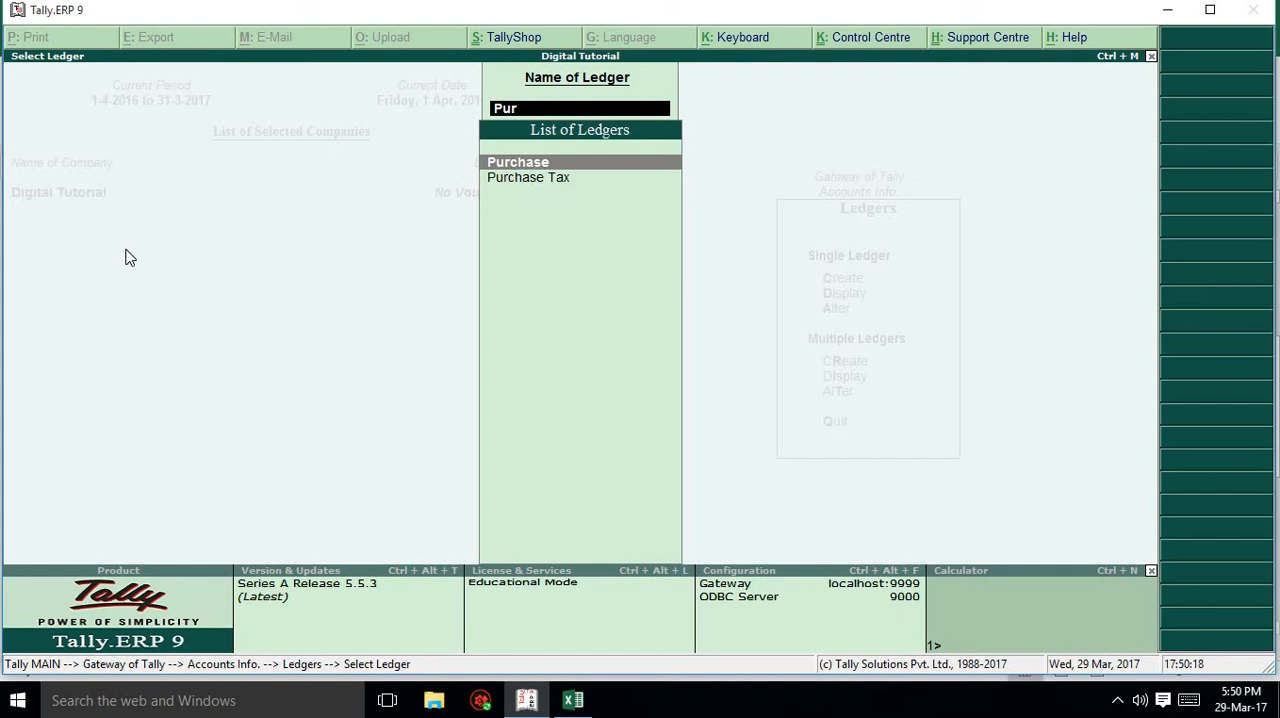 Tally.ERP 9
P: Print
E: Export
M: E-Mail
O: Upload
S: TallyShop
G: Language
K: Keyboard
K: Control Centre
H: Support Centre
H: Help
Select Ledger
Digital Tutorial
Ctrl + M
Current Period
1-4-2016 to 31-3-2017
Current Date
Friday, 1 Apr, 201
List of Selected Companies
Name of Company
Digital Tutorial
No Vou
Name of Ledger
Pur
List of Ledgers
Purchase
Purchase Tax
Gateway of Tally ...
Accounts Info. ...
Ledgers
Single Ledger
Create
Display
Alter
Multiple Ledgers
CReate
DIsplay
AlTer
Quit
Product
Tally
POWER OF SIMPLICITY
Tally.ERP 9
Version & Updates Ctrl + Alt + T
Series A Release 5.5.3
(Latest)
License & Services Ctrl + Alt + L
Educational Mode
Configuration Ctrl + Alt + F
Gateway localhost:9999
ODBC Server 9000
Calculator Ctrl + N
1>
Tally MAIN --> Gateway of Tally --> Accounts Info. --> Ledgers --> Select Ledger
(c) Tally Solutions Pvt. Ltd., 1988-2017
Wed, 29 Mar, 2017
17:50:18
Search the web and Windows
5:50 PM
29-Mar-17